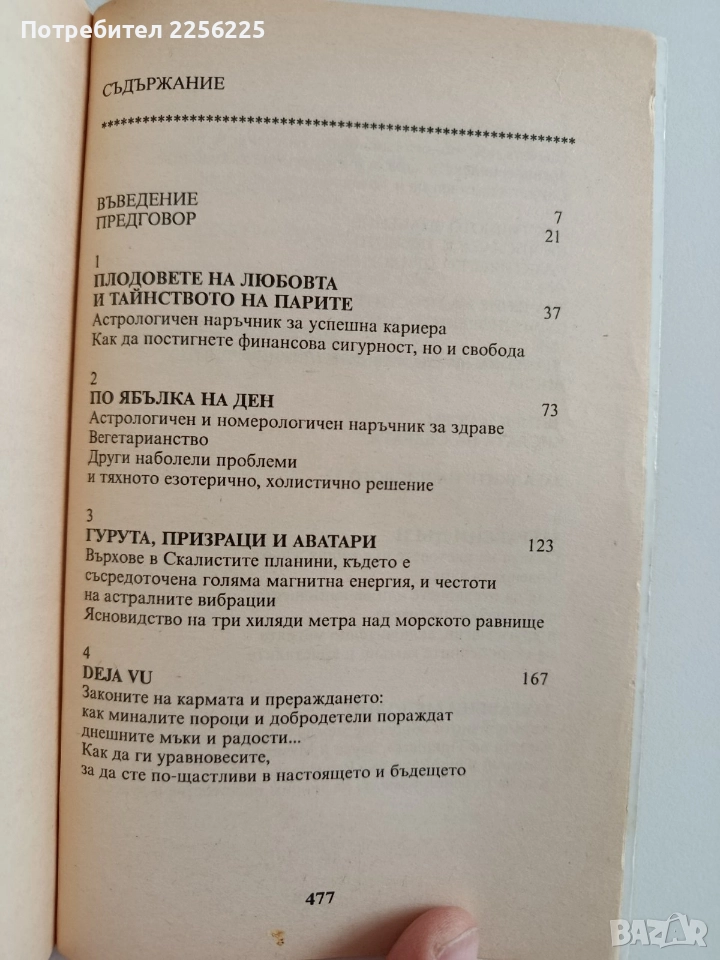 Потребител 2256225
СЪДЪРЖАНИЕ
***********************************************************************
ВЪВЕДЕНИЕ 7
ПРЕДГОВОР 21
1
ПЛОДОВЕТЕ НА ЛЮБОВТА
И ТАЙНСТВОТО НА ПАРИТЕ 37
Астрологичен наръчник за успешна кариера
Как да постигнете финансова сигурност, но и свобода
2
ПО ЯБЪЛКА НА ДЕН 73
Астрологичен и номерологичен наръчник за здраве
Вегетарианство
Други наболели проблеми
и тяхното езотерично, холистично решение
3
ГУРУТА, ПРИЗРАЦИ И АВАТАРИ 123
Върхове в Скалистите планини, където е
съсредоточена голяма магнитна енергия, и честоти
на астралните вибрации
Ясновидство на три хиляди метра над морското равнище
4
DEJA VU 167
Законите на кармата и прераждането:
как миналите пороци и добродетели пораждат
днешните мъки и радости...
Как да ги уравновесите,
за да сте по-щастливи в настоящето и бъдещето
477
BAZAR